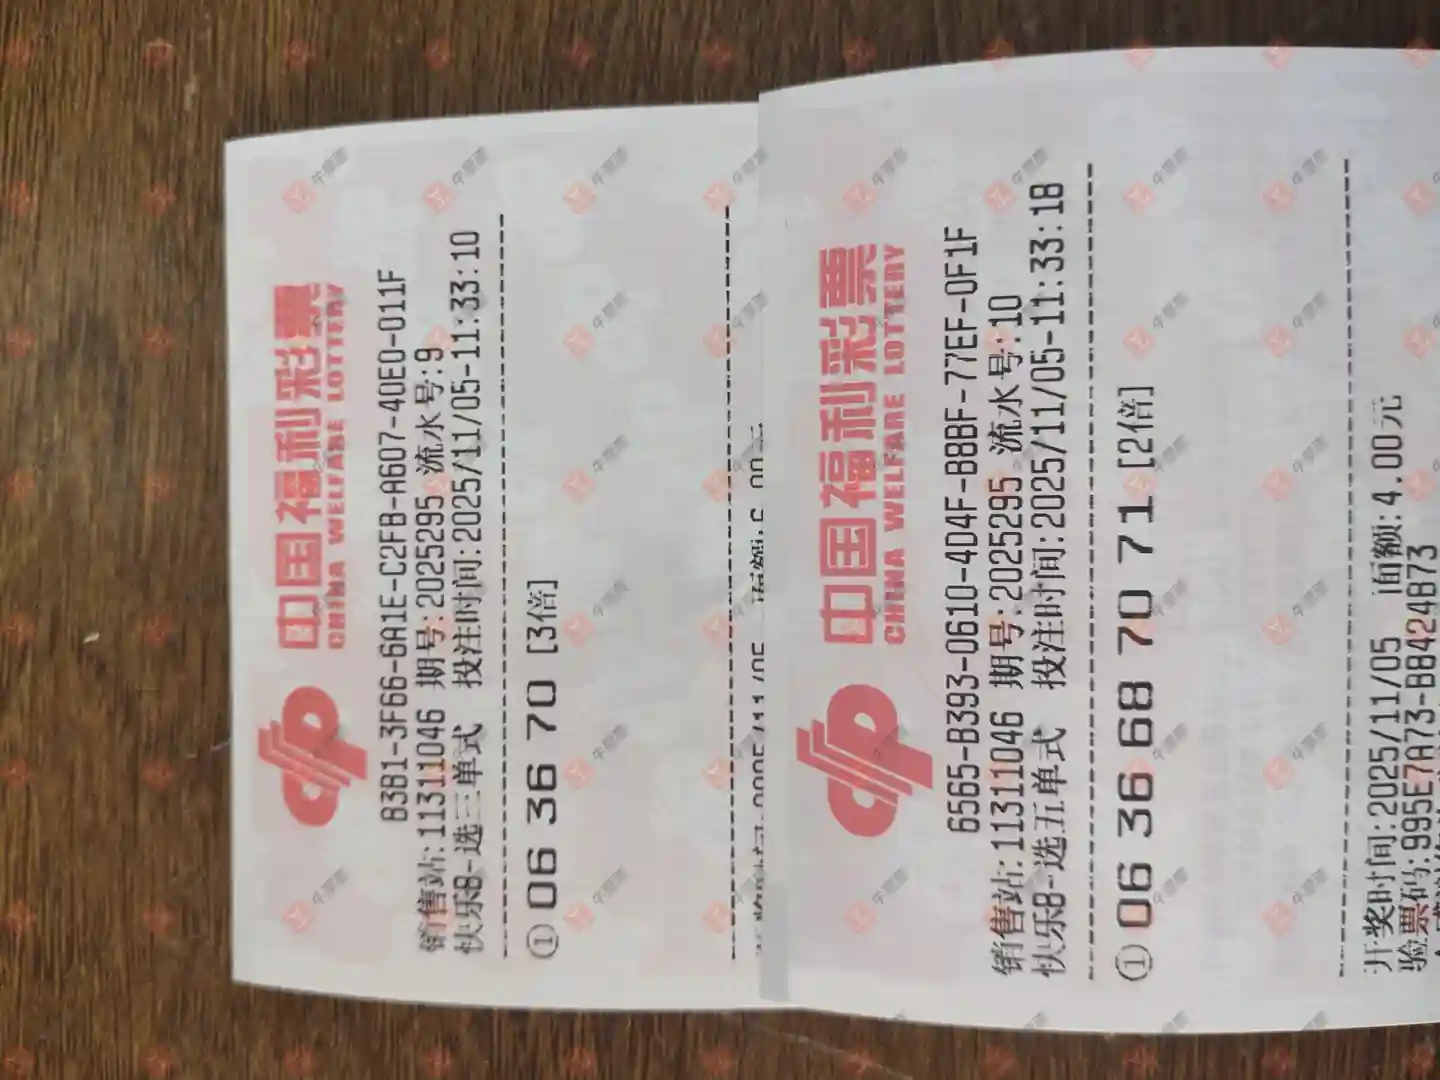 中国福利彩票
CHINA WELFARE LOTTERY
B3B1-3F66-6A1E-C2FB-A607-40E0-011F
销售站:11311046 期号:2025295 流水号:9
快乐8-选三单式 投注时间:2025/11/05-11:33:10
①06 36 70 [3倍]
中国福利彩票
CHINA WELFARE LOTTERY
6565-B393-0610-4D4F-B8BF-77EF-0F1F
销售站:11311046 期号:2025295 流水号:10
快乐8-选五单式 投注时间:2025/11/05-11:33:18
①06 36 68 70 71 [2倍]
开奖时间:2025/11/05 面额:4.00元
验票码:995E7A73-BB424B73